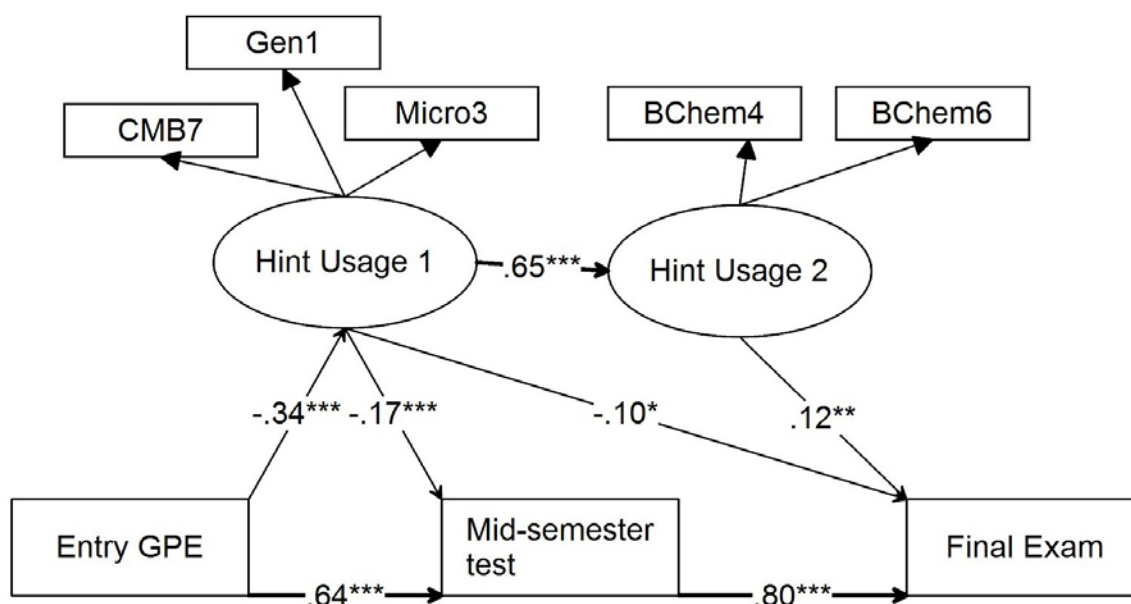 Gen1
CMB7
Micro3
BChem4
BChem6
Hint Usage 1
.65***
Hint Usage 2
-.34***
-.17***
-.10*
.12**
Entry GPE
Mid-semester
test
Final Exam
.64***
.80***